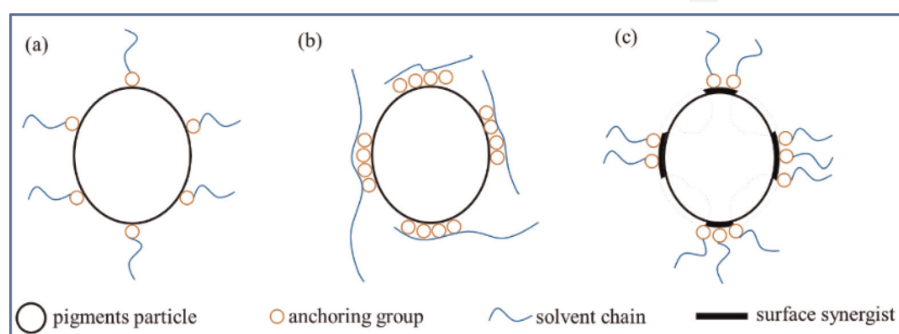 (a) (b) (c)
pigments particle anchoring group solvent chain surface synergist